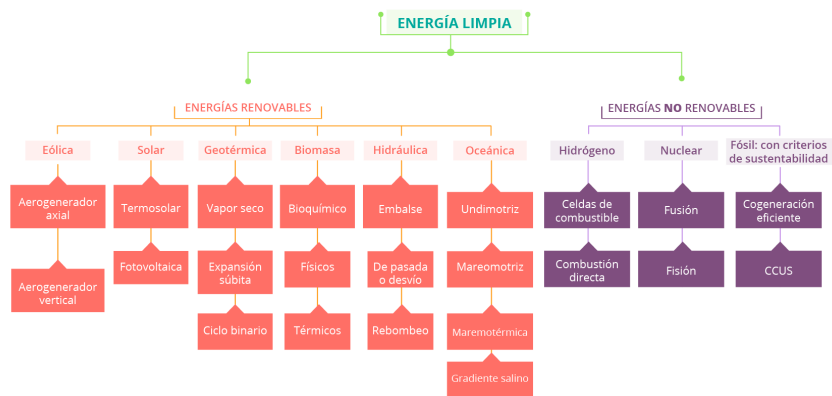 ENERGÍA LIMPIA
ENERGÍAS RENOVABLES
ENERGÍAS NO RENOVABLES
Eólica
Solar
Geotérmica
Biomasa
Hidráulica
Oceánica
Hidrógeno
Nuclear
Fósil: con criterios
de sustentabilidad
Aerogenerador
axial
Termosolar
Vapor seco
Bioquímico
Embalse
Undimotriz
Celdas de
combustible
Fusión
Cogeneración
eficiente
Aerogenerador
vertical
Fotovoltaica
Expansión
súbita
Físicos
De pasada
o desvío
Mareomotriz
Combustión
directa
Fisión
CCUS
Ciclo binario
Térmicos
Rebombeo
Maremotérmica
Gradiente salino